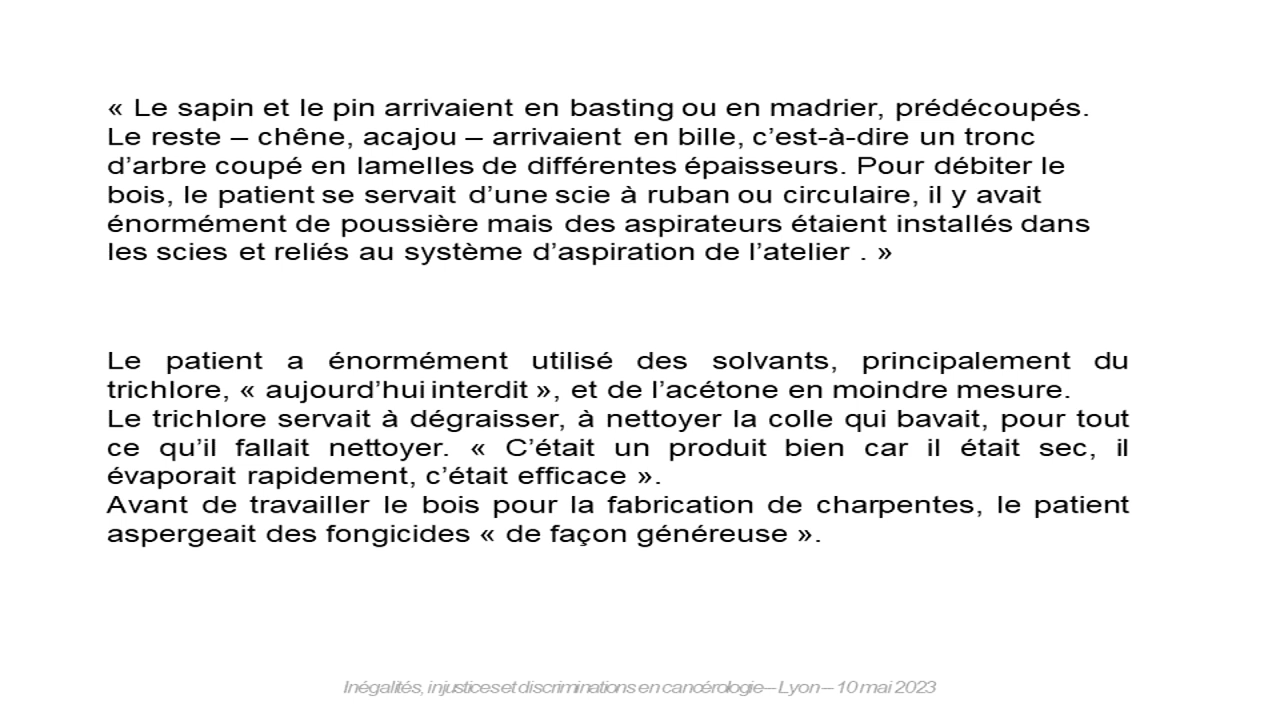 « Le sapin et le pin arrivaient en basting ou en madrier, prédécoupés.
Le reste – chêne, acajou – arrivaient en bille, c’est-à-dire un tronc
d’arbre coupé en lamelles de différentes épaisseurs. Pour débiter le
bois, le patient se servait d’une scie à ruban ou circulaire, il y avait
énormément de poussière mais des aspirateurs étaient installés dans
les scies et reliés au système d’aspiration de l’atelier . »
Le patient a énormément utilisé des solvants, principalement du
trichlore, « aujourd’hui interdit », et de l’acétone en moindre mesure.
Le trichlore servait à dégraisser, à nettoyer la colle qui bavait, pour tout
ce qu’il fallait nettoyer. « C’était un produit bien car il était sec, il
évaporait rapidement, c’était efficace ».
Avant de travailler le bois pour la fabrication de charpentes, le patient
aspergeait des fongicides « de façon généreuse ».
Inégalités, injustices et discriminations en cancérologie – Lyon – 10 mai 2023